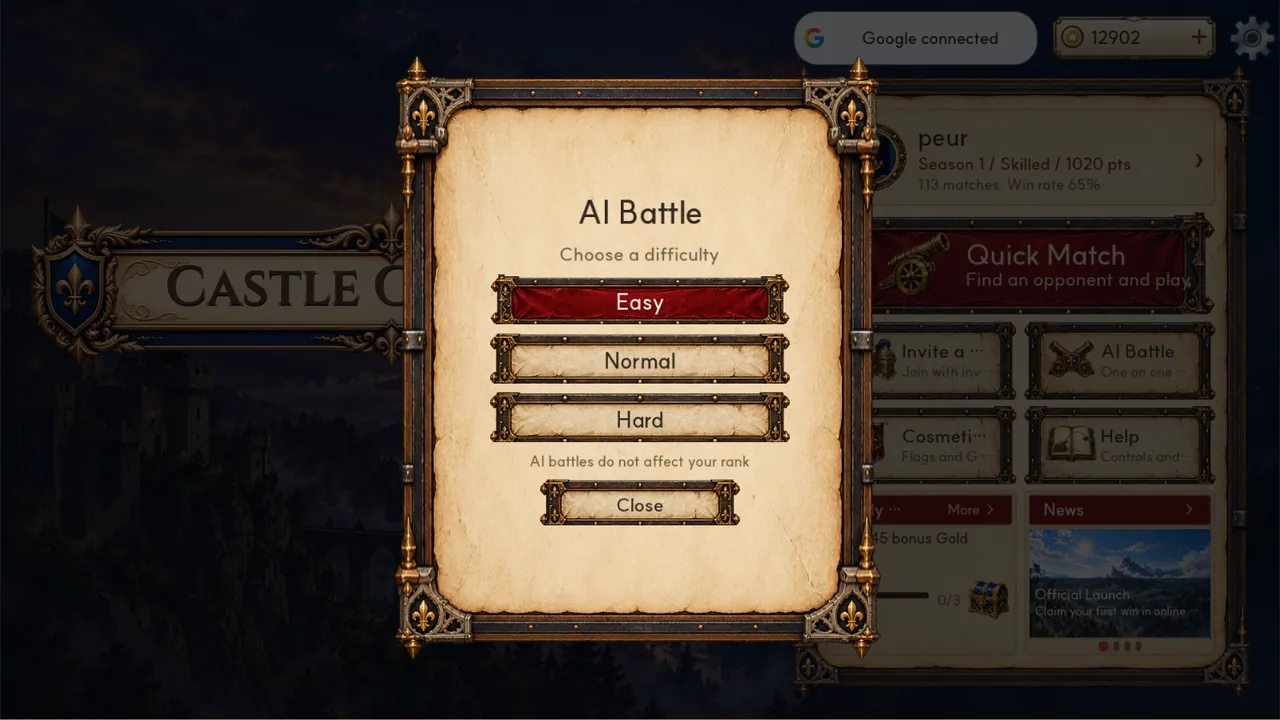 Google connected
12902
peur
Season 1 / Skilled / 1020 pts
113 matches Win rate 65%
CASTLE
AI Battle
Choose a difficulty
Easy
Normal
Hard
AI battles do not affect your rank
Close
Quick Match
Find an opponent and play,
Invite a ···
Join with inv···
AI Battle
One on one ···
Cosmeti···
Flags and G···
Help
Controls and···
More
45 bonus Gold
0/3
News
Official Launch
Claim your first win in online ···